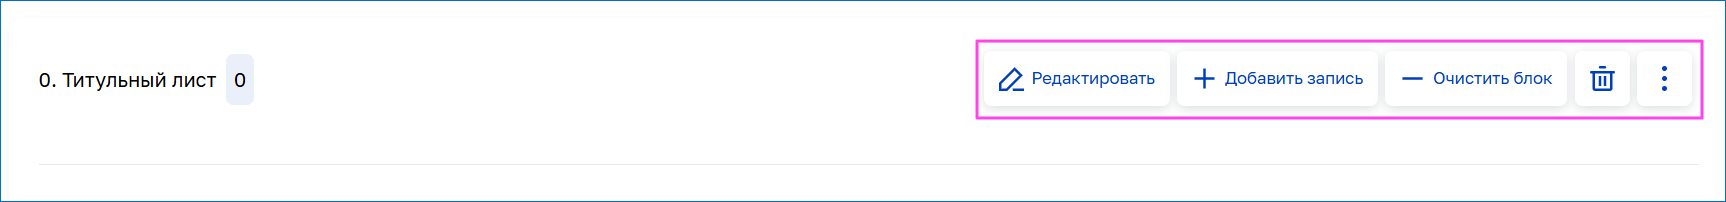 0. Титульный лист 0 Редактировать Добавить запись Очистить блок